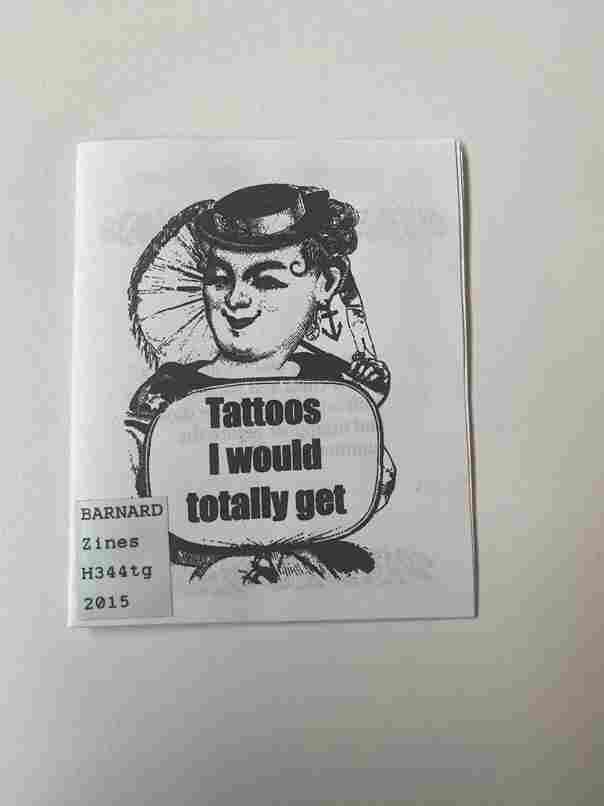 Tattoos
I would
totally get
BARNARD
Zines
H344tg
2015